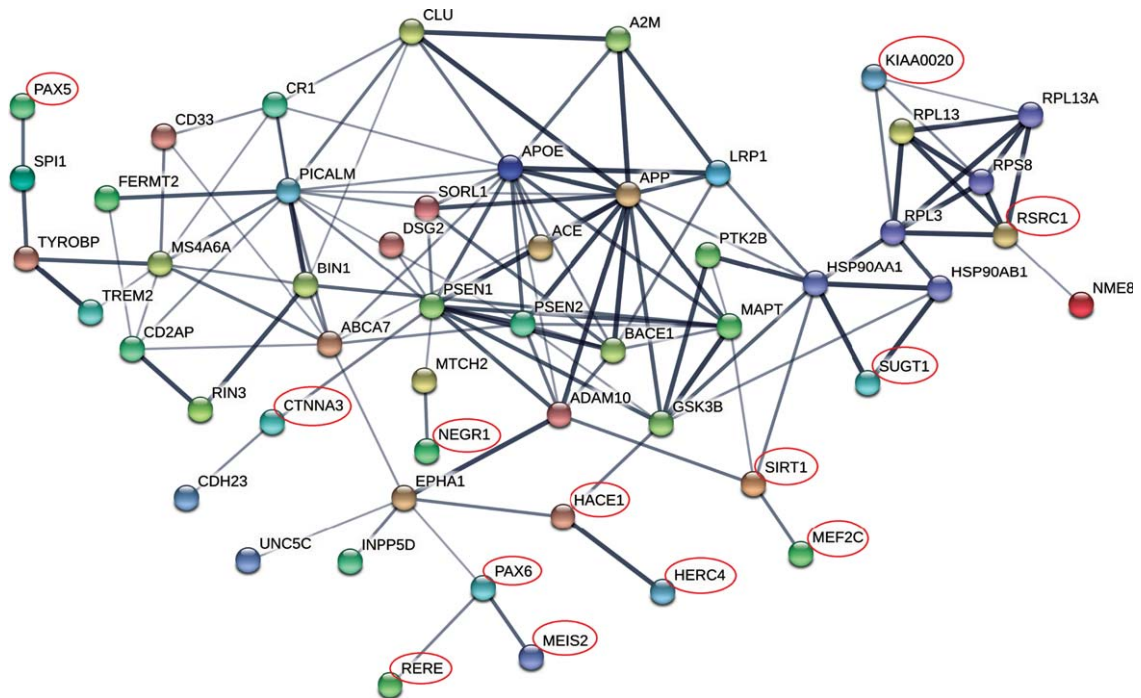 CLU
A2M
KIAA0020
PAX5
CR1
RPL13A
CD33
RPL13
SPI1
APOE
LRP1
RPS8
FERMT2
PICALM
SORL1
APP
RPL3
RSRC1
TYROBP
MS4A6A
DSG2
ACE
PTK2B
HSP90AA1
HSP90AB1
TREM2
BIN1
PSEN1
PSEN2
MAPT
NME8
CD2AP
ABCA7
BACE1
SUGT1
RIN3
MTCH2
CTNNA3
ADAM10
GSK3B
NEGR1
SIRT1
CDH23
EPHA1
HACE1
UNC5C
INPP5D
MEF2C
PAX6
HERC4
MEIS2
RERE